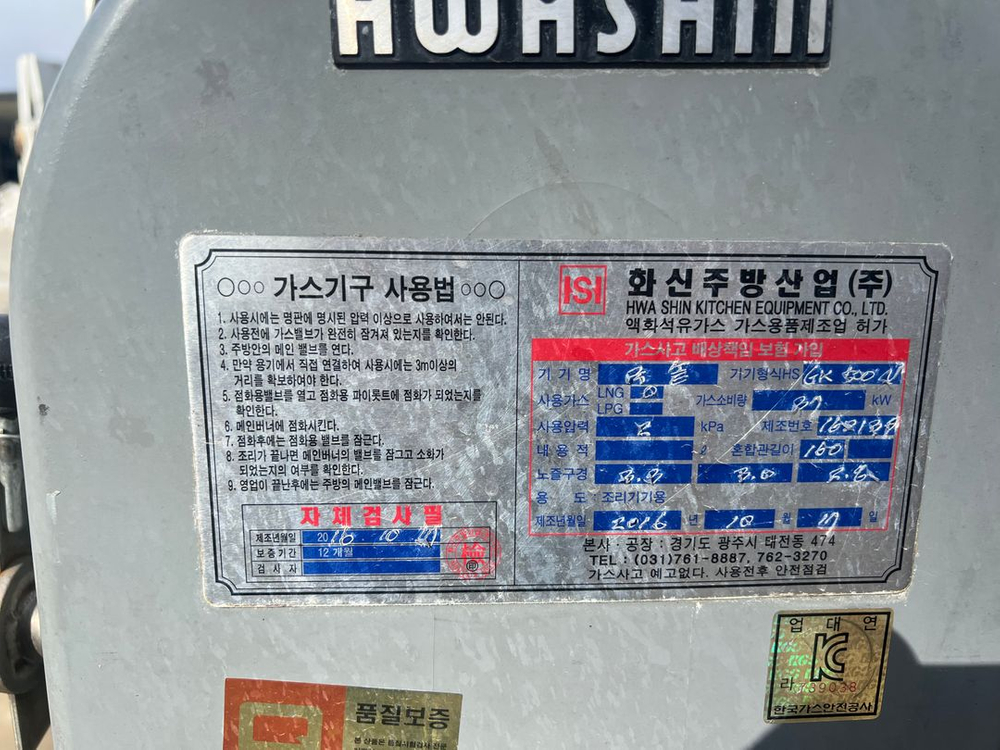 HWASHIN
○○○ 가스기구 사용법 ○○○
1. 사용시에는 명판에 명시된 압력 이상으로 사용하여서는 안된다.
2. 사용전에 가스밸브가 완전히 잠겨져 있는지를 확인한다.
3. 주방안의 메인 밸브를 연다.
4. 만약 용기에서 직접 연결하여 사용시에는 3m이상의
거리를 확보하여야 한다.
5. 점화용밸브를 열고 점화용 파이롯트에 점화가 되었는지를
확인한다.
6. 메인버너에 점화시킨다.
7. 점화후에는 점화용 밸브를 잠근다.
8. 조리가 끝나면 메인버너의 밸브를 잠그고 소화가
되었는지의 여부를 확인한다.
9. 영업이 끝난후에는 주방의 메인밸브를 잠근다.
자체검사필
제조년월일 2016 10
보증기간 12 개월
검사자
ISI 화신주방산업(주)
HWA SHIN KITCHEN EQUIPMENT CO., LTD.
액화석유가스 가스용품제조업 허가
가스사고 배상책임 보험 가입
기기명 기기형식HS GK 500 N
사용가스 LNG 가스소비량 kW
LPG
사용압력 kPa 제조번호
내용적 ℓ 혼합관길이 160
노즐구경 3.0
용 도 : 조리기기용
제조년월일 2016 년 10 월 일
본사 · 공장 : 경기도 광주시 대전동 474
TEL : (031)761-8887, 762-3270
가스사고 예고없다. 사용전후 안전점검
업 대 연
KC
라 739038
한국가스안전공사
품질보증